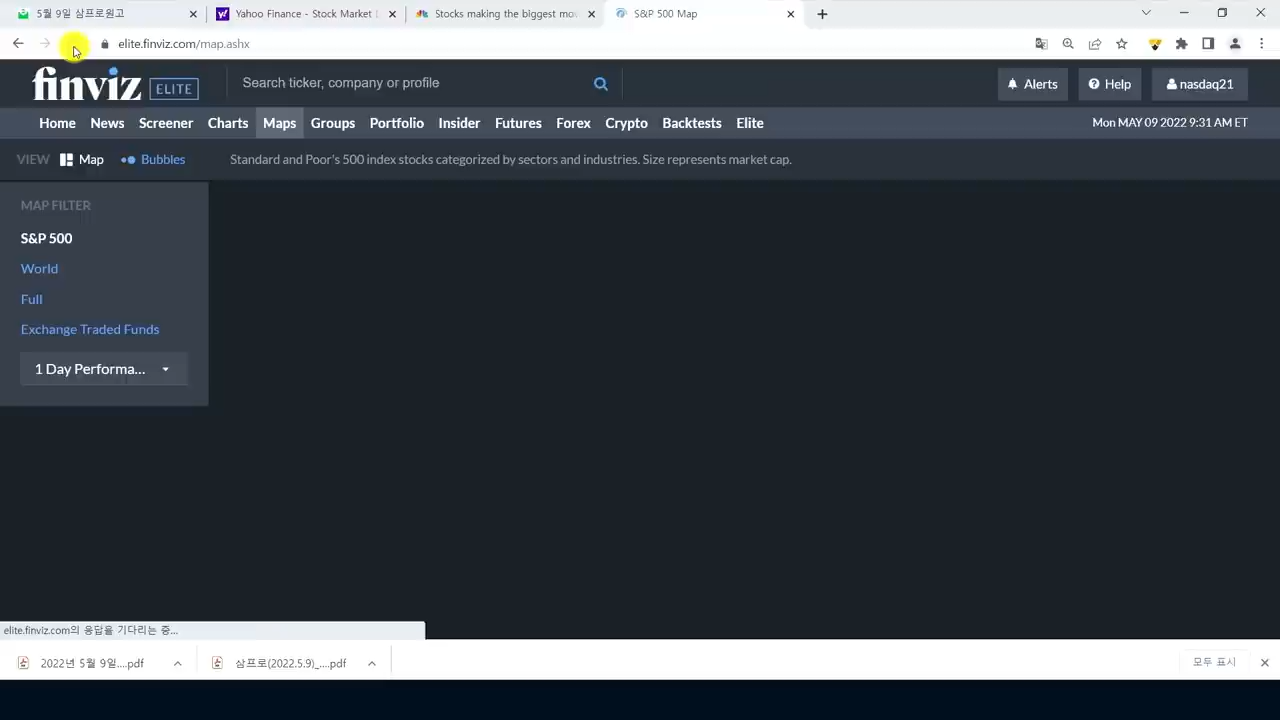 5월 9일 삼프로원고
Yahoo Finance - Stock Market
Stocks making the biggest mov
S&P 500 Map
elite.finviz.com/map.ashx
finviz ELITE
Search ticker, company or profile
Alerts
Help
nasdaq21
Home News Screener Charts Maps Groups Portfolio Insider Futures Forex Crypto Backtests Elite
Mon MAY 09 2022 9:31 AM ET
VIEW Map Bubbles
Standard and Poor's 500 index stocks categorized by sectors and industries. Size represents market cap.
MAP FILTER
S&P 500
World
Full
Exchange Traded Funds
1 Day Performa...
elite.finviz.com의 응답을 기다리는 중...
2022년 5월 9일....pdf
삼프로(2022.5.9)_....pdf
모두 표시